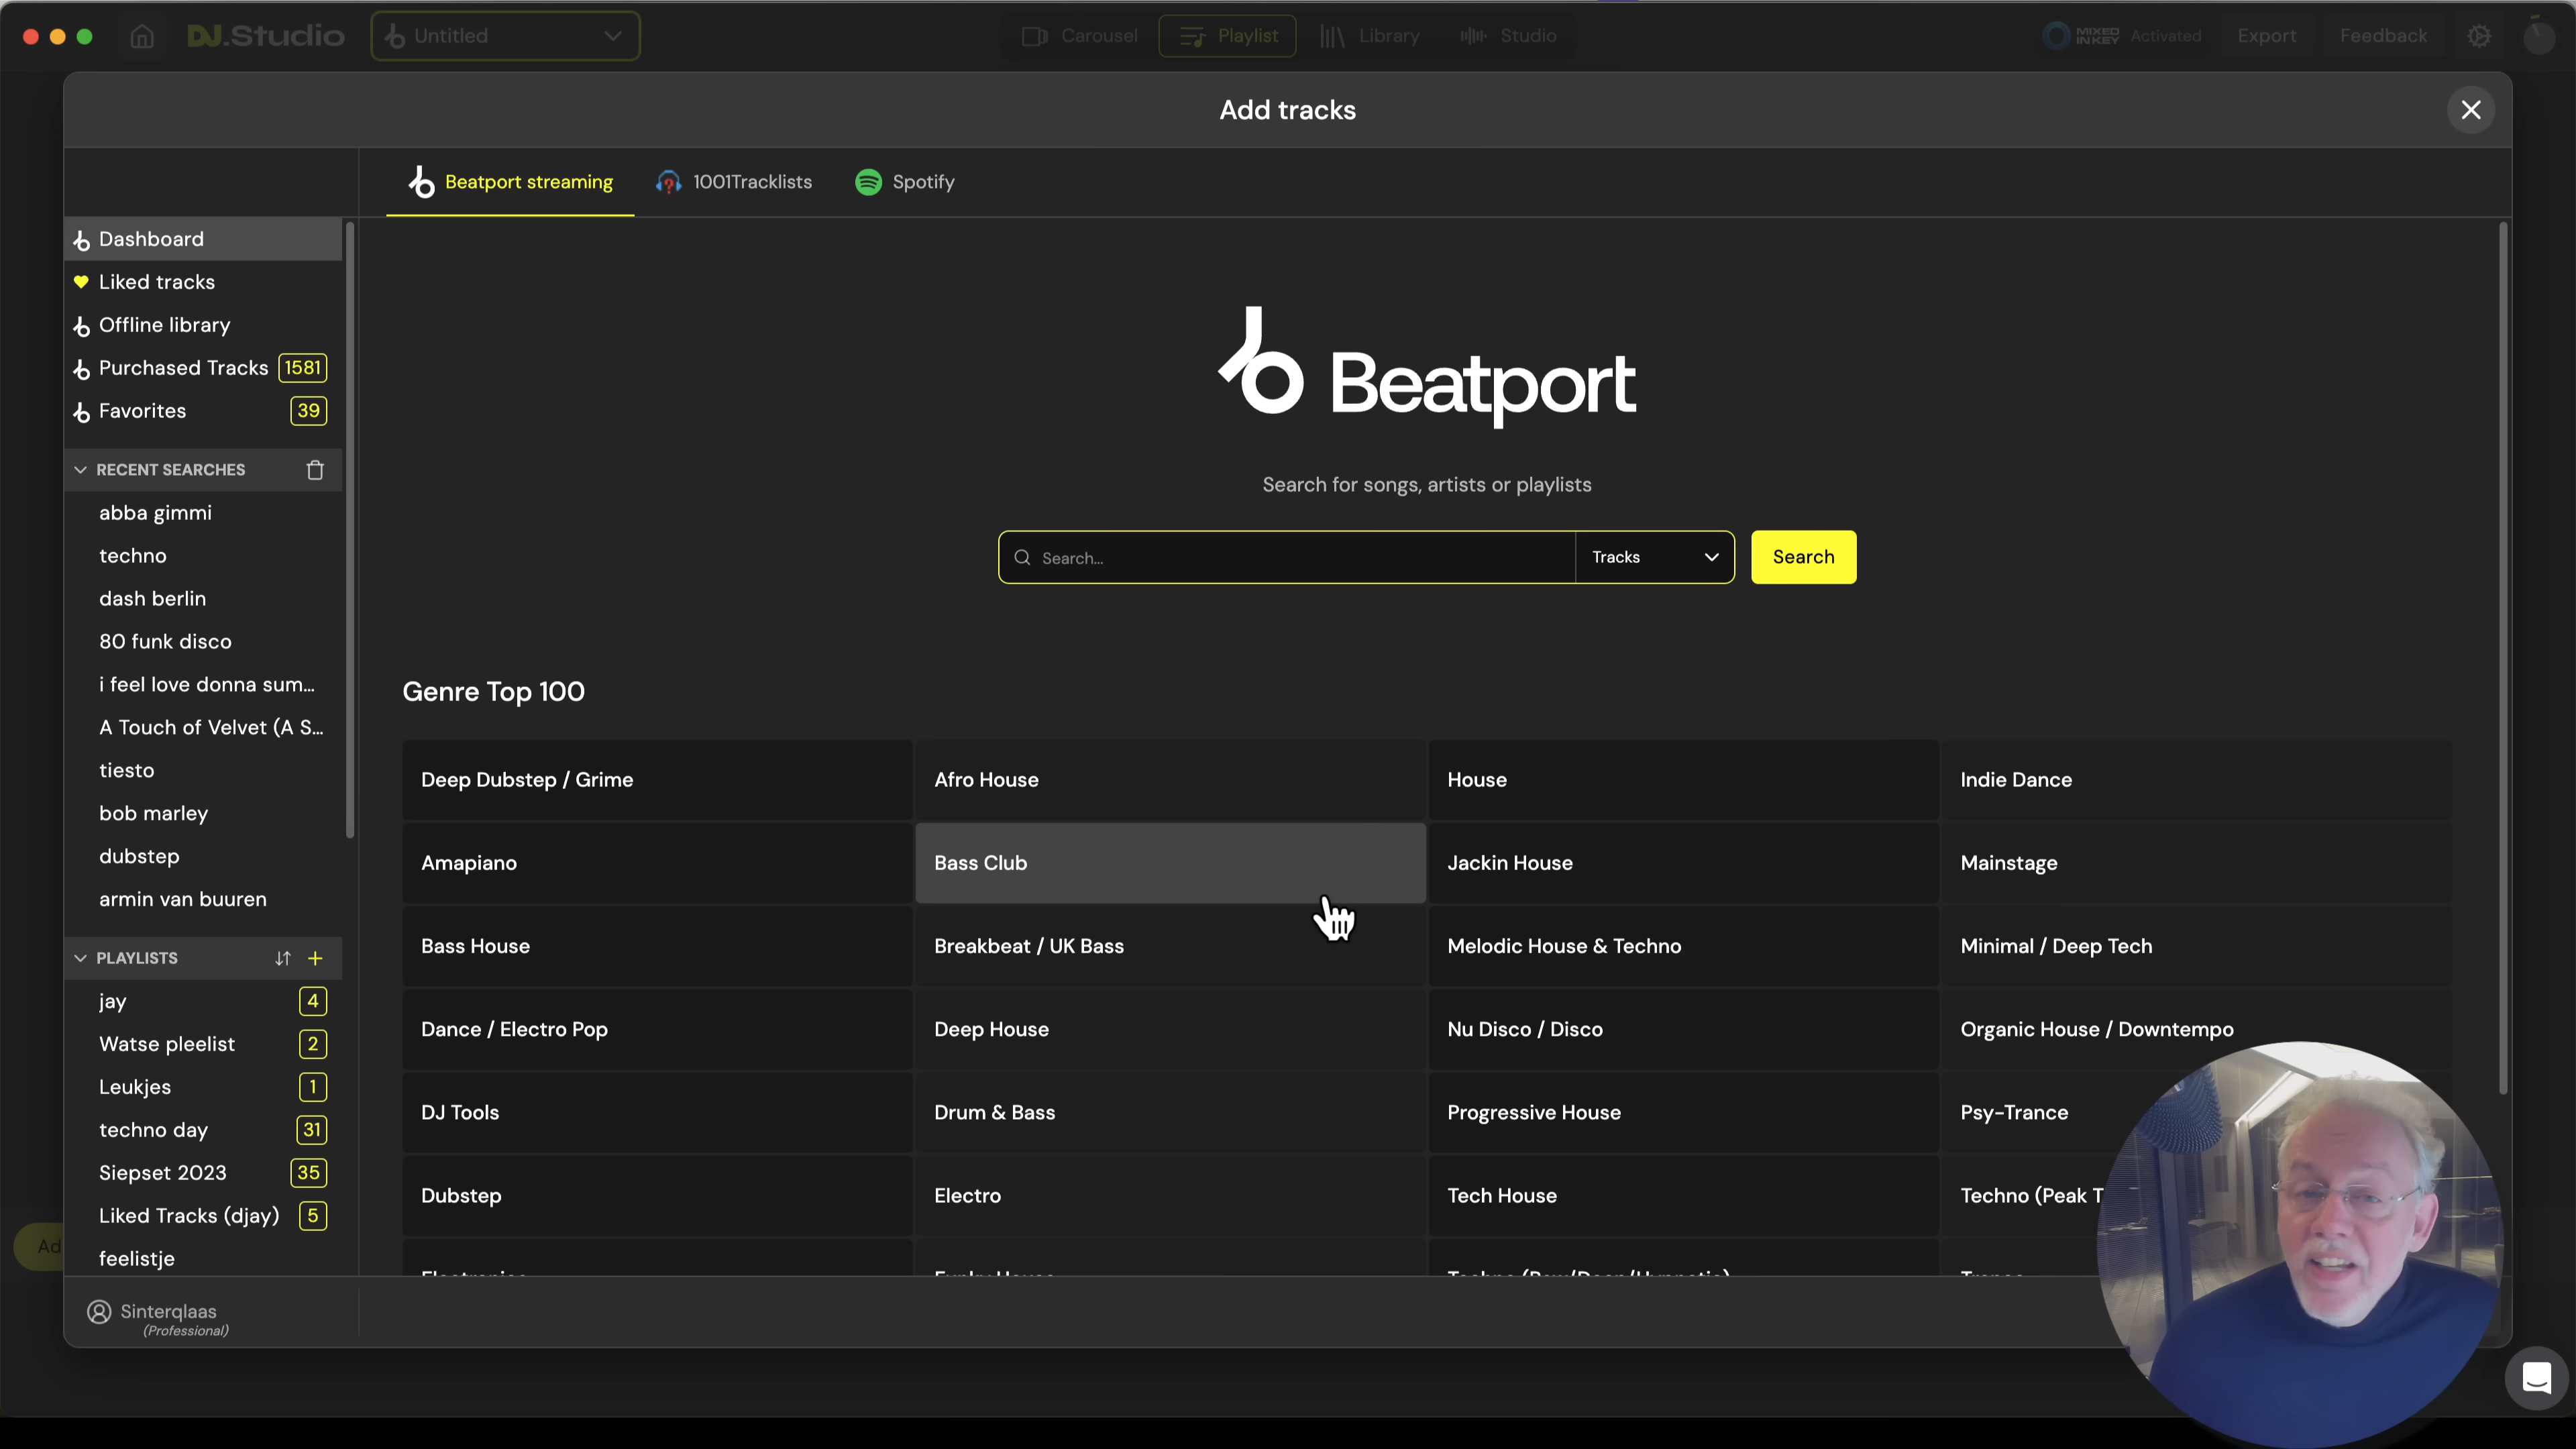 DJ.Studio
Untitled
Carousel
Playlist
Library
Studio
MIXED IN KEY
Activated
Export
Feedback
Add tracks
Beatport streaming
1001Tracklists
Spotify
Dashboard
Liked tracks
Offline library
Purchased Tracks 1581
Favorites 39
RECENT SEARCHES
abba gimmi
techno
dash berlin
80 funk disco
i feel love donna sum...
A Touch of Velvet (A S...
tiesto
bob marley
dubstep
armin van buuren
PLAYLISTS
jay 4
Watse pleelist 2
Leukjes 1
techno day 31
Siepset 2023 35
Liked Tracks (djay) 5
feelistje
Ad
Sinterqlaas
(Professional)
Beatport
Search for songs, artists or playlists
Search...
Tracks
Search
Genre Top 100
Deep Dubstep / Grime
Afro House
House
Indie Dance
Amapiano
Bass Club
Jackin House
Mainstage
Bass House
Breakbeat / UK Bass
Melodic House & Techno
Minimal / Deep Tech
Dance / Electro Pop
Deep House
Nu Disco / Disco
Organic House / Downtempo
DJ Tools
Drum & Bass
Progressive House
Psy-Trance
Dubstep
Electro
Tech House
Techno (Peak T